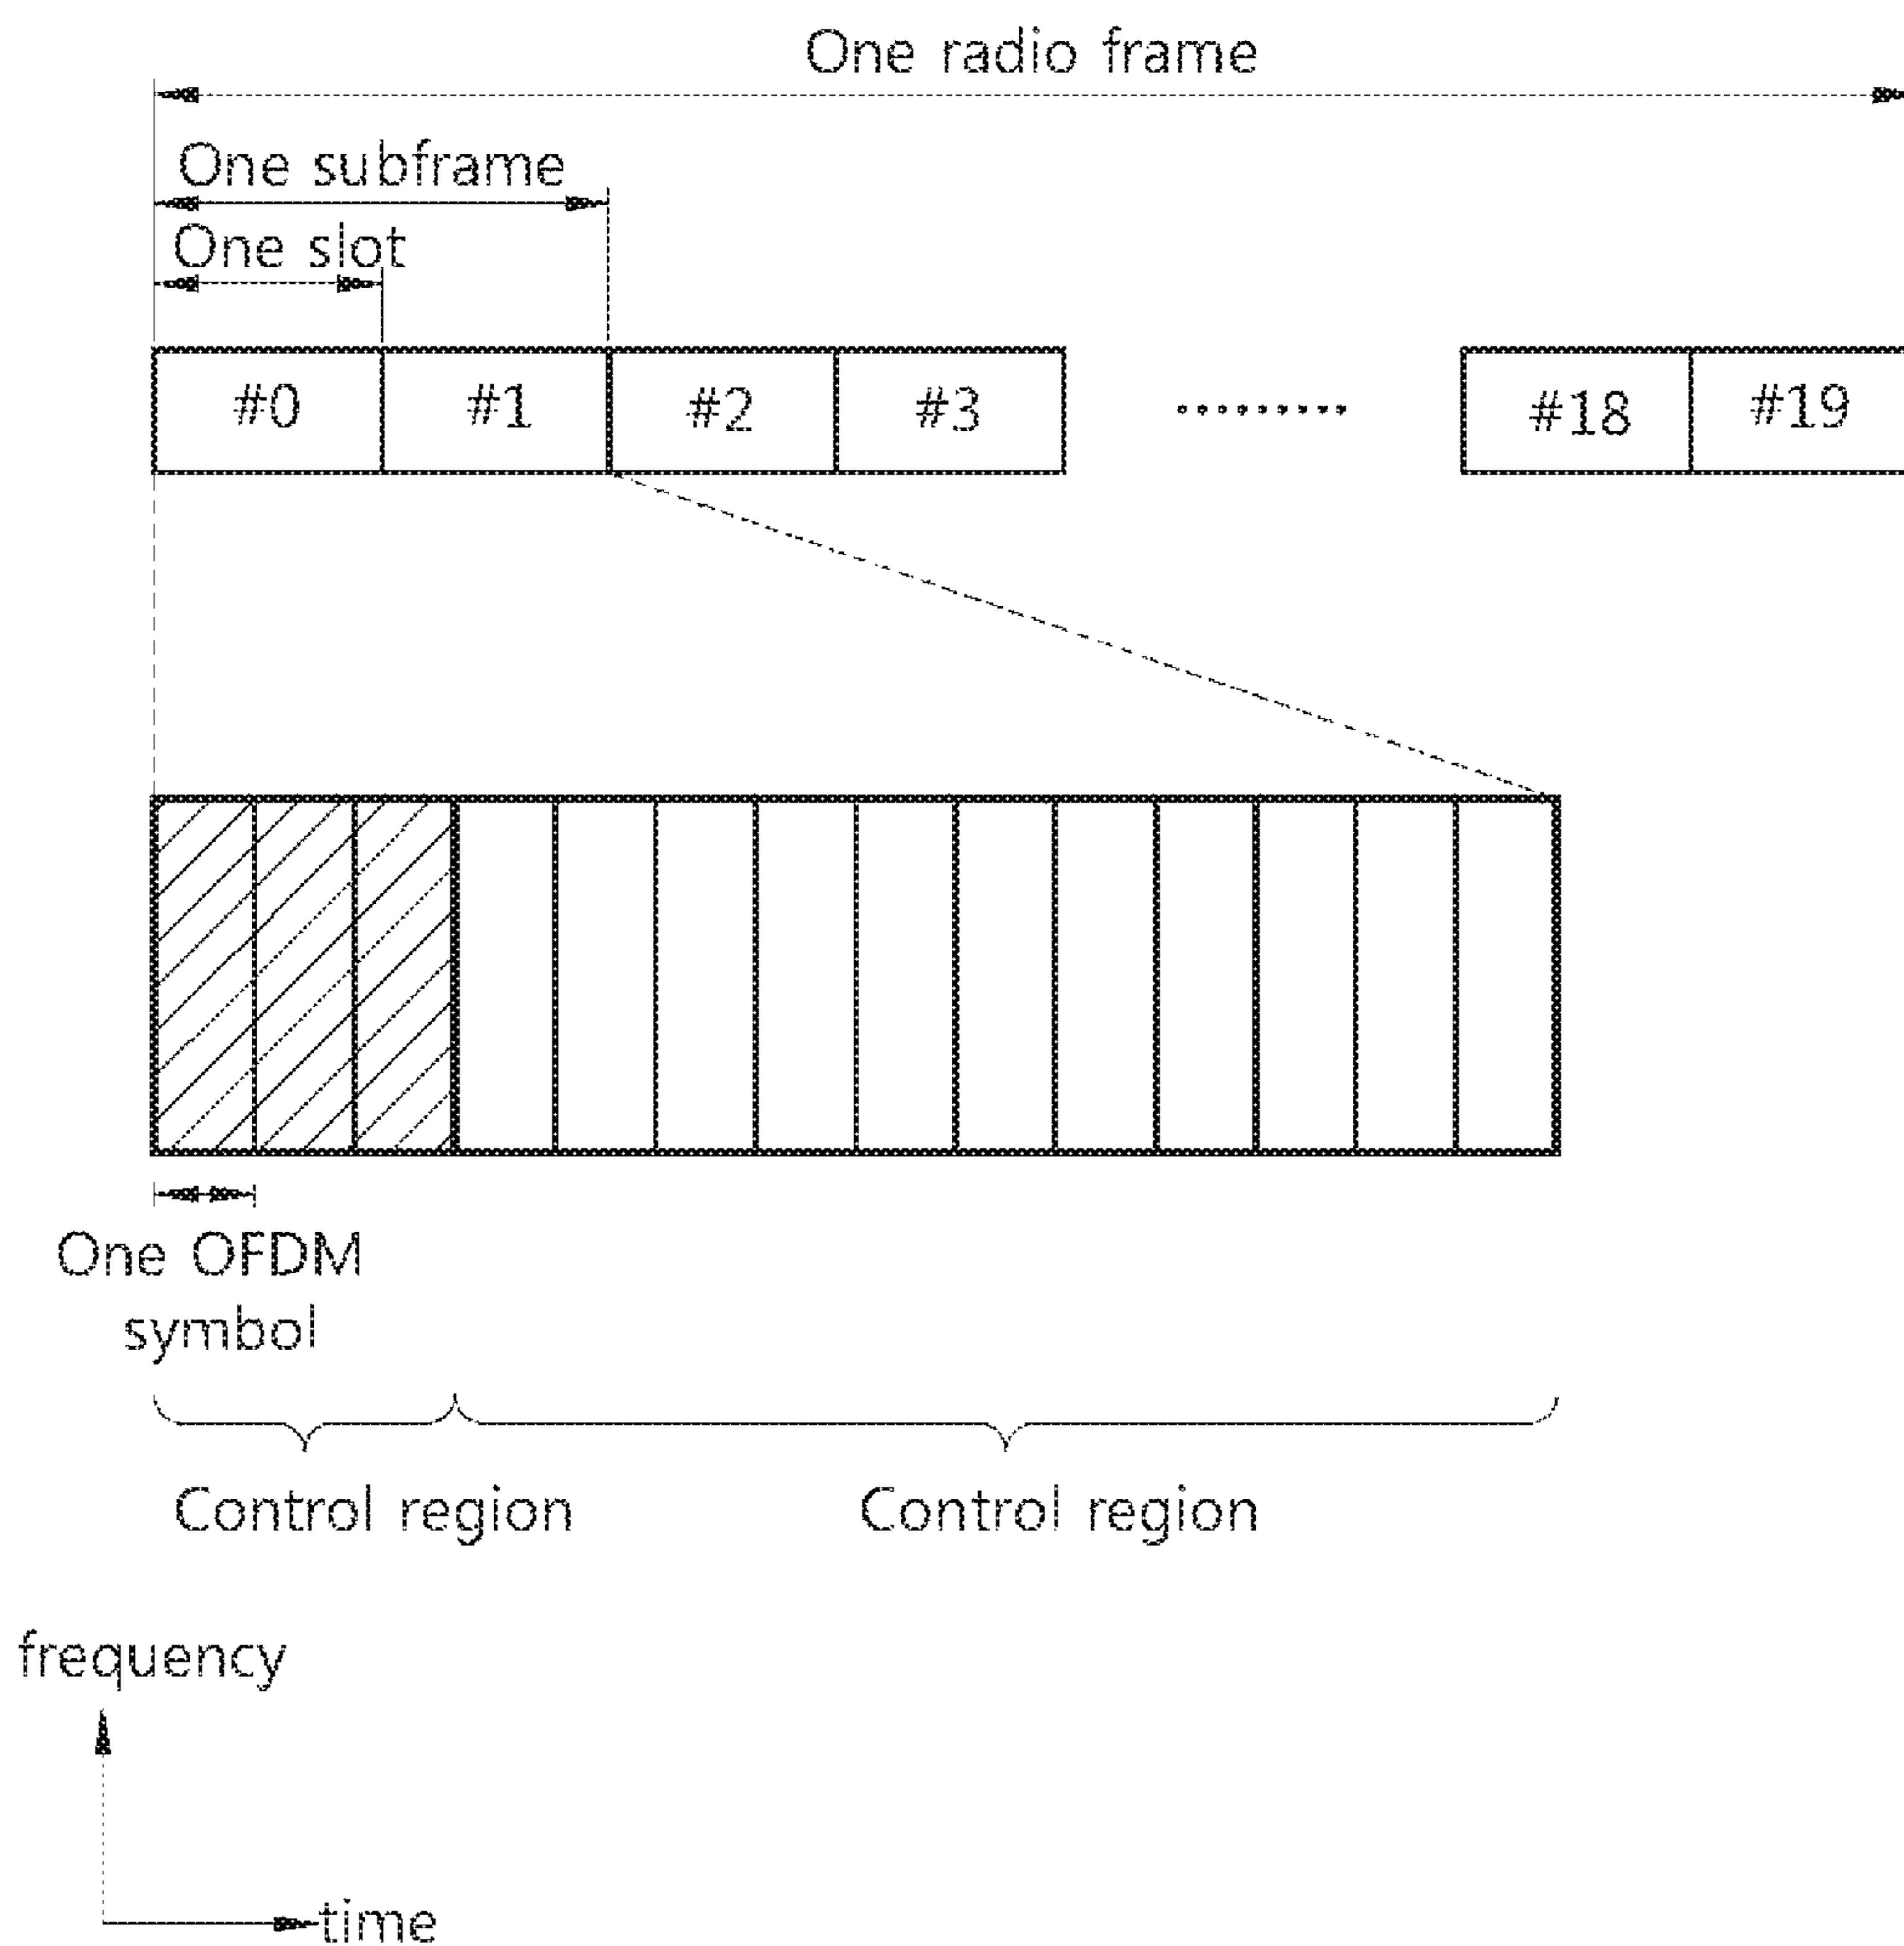 One radio frame
One subframe
One slot
#0 #1 #2 #3 ········· #18 #19
One OFDM
symbol
Control region Control region
frequency
time